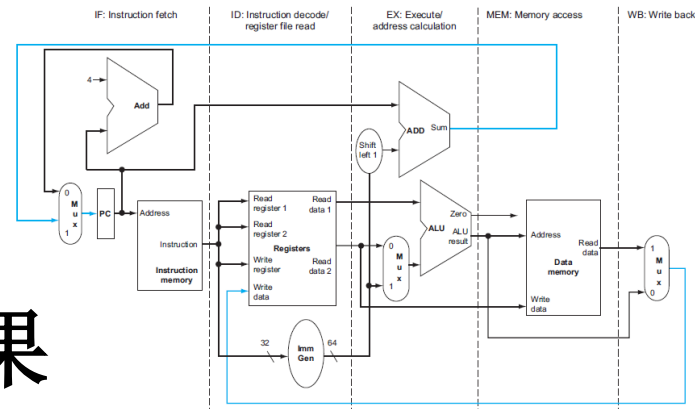 IF: Instruction fetch
ID: Instruction decode/
register file read
EX: Execute/
address calculation
MEM: Memory access
WB: Write back
4
Add
ADD
Sum
Shift
left 1
0
M
u
x
1
PC
Address
Instruction
Instruction
memory
Read
register 1
Read
register 2
Write
register
Write
data
Registers
Read
data 1
Read
data 2
0
M
u
x
1
Zero
ALU
ALU
result
Address
Read
data
Data
memory
Write
data
1
M
u
x
0
32
Imm
Gen
64
果